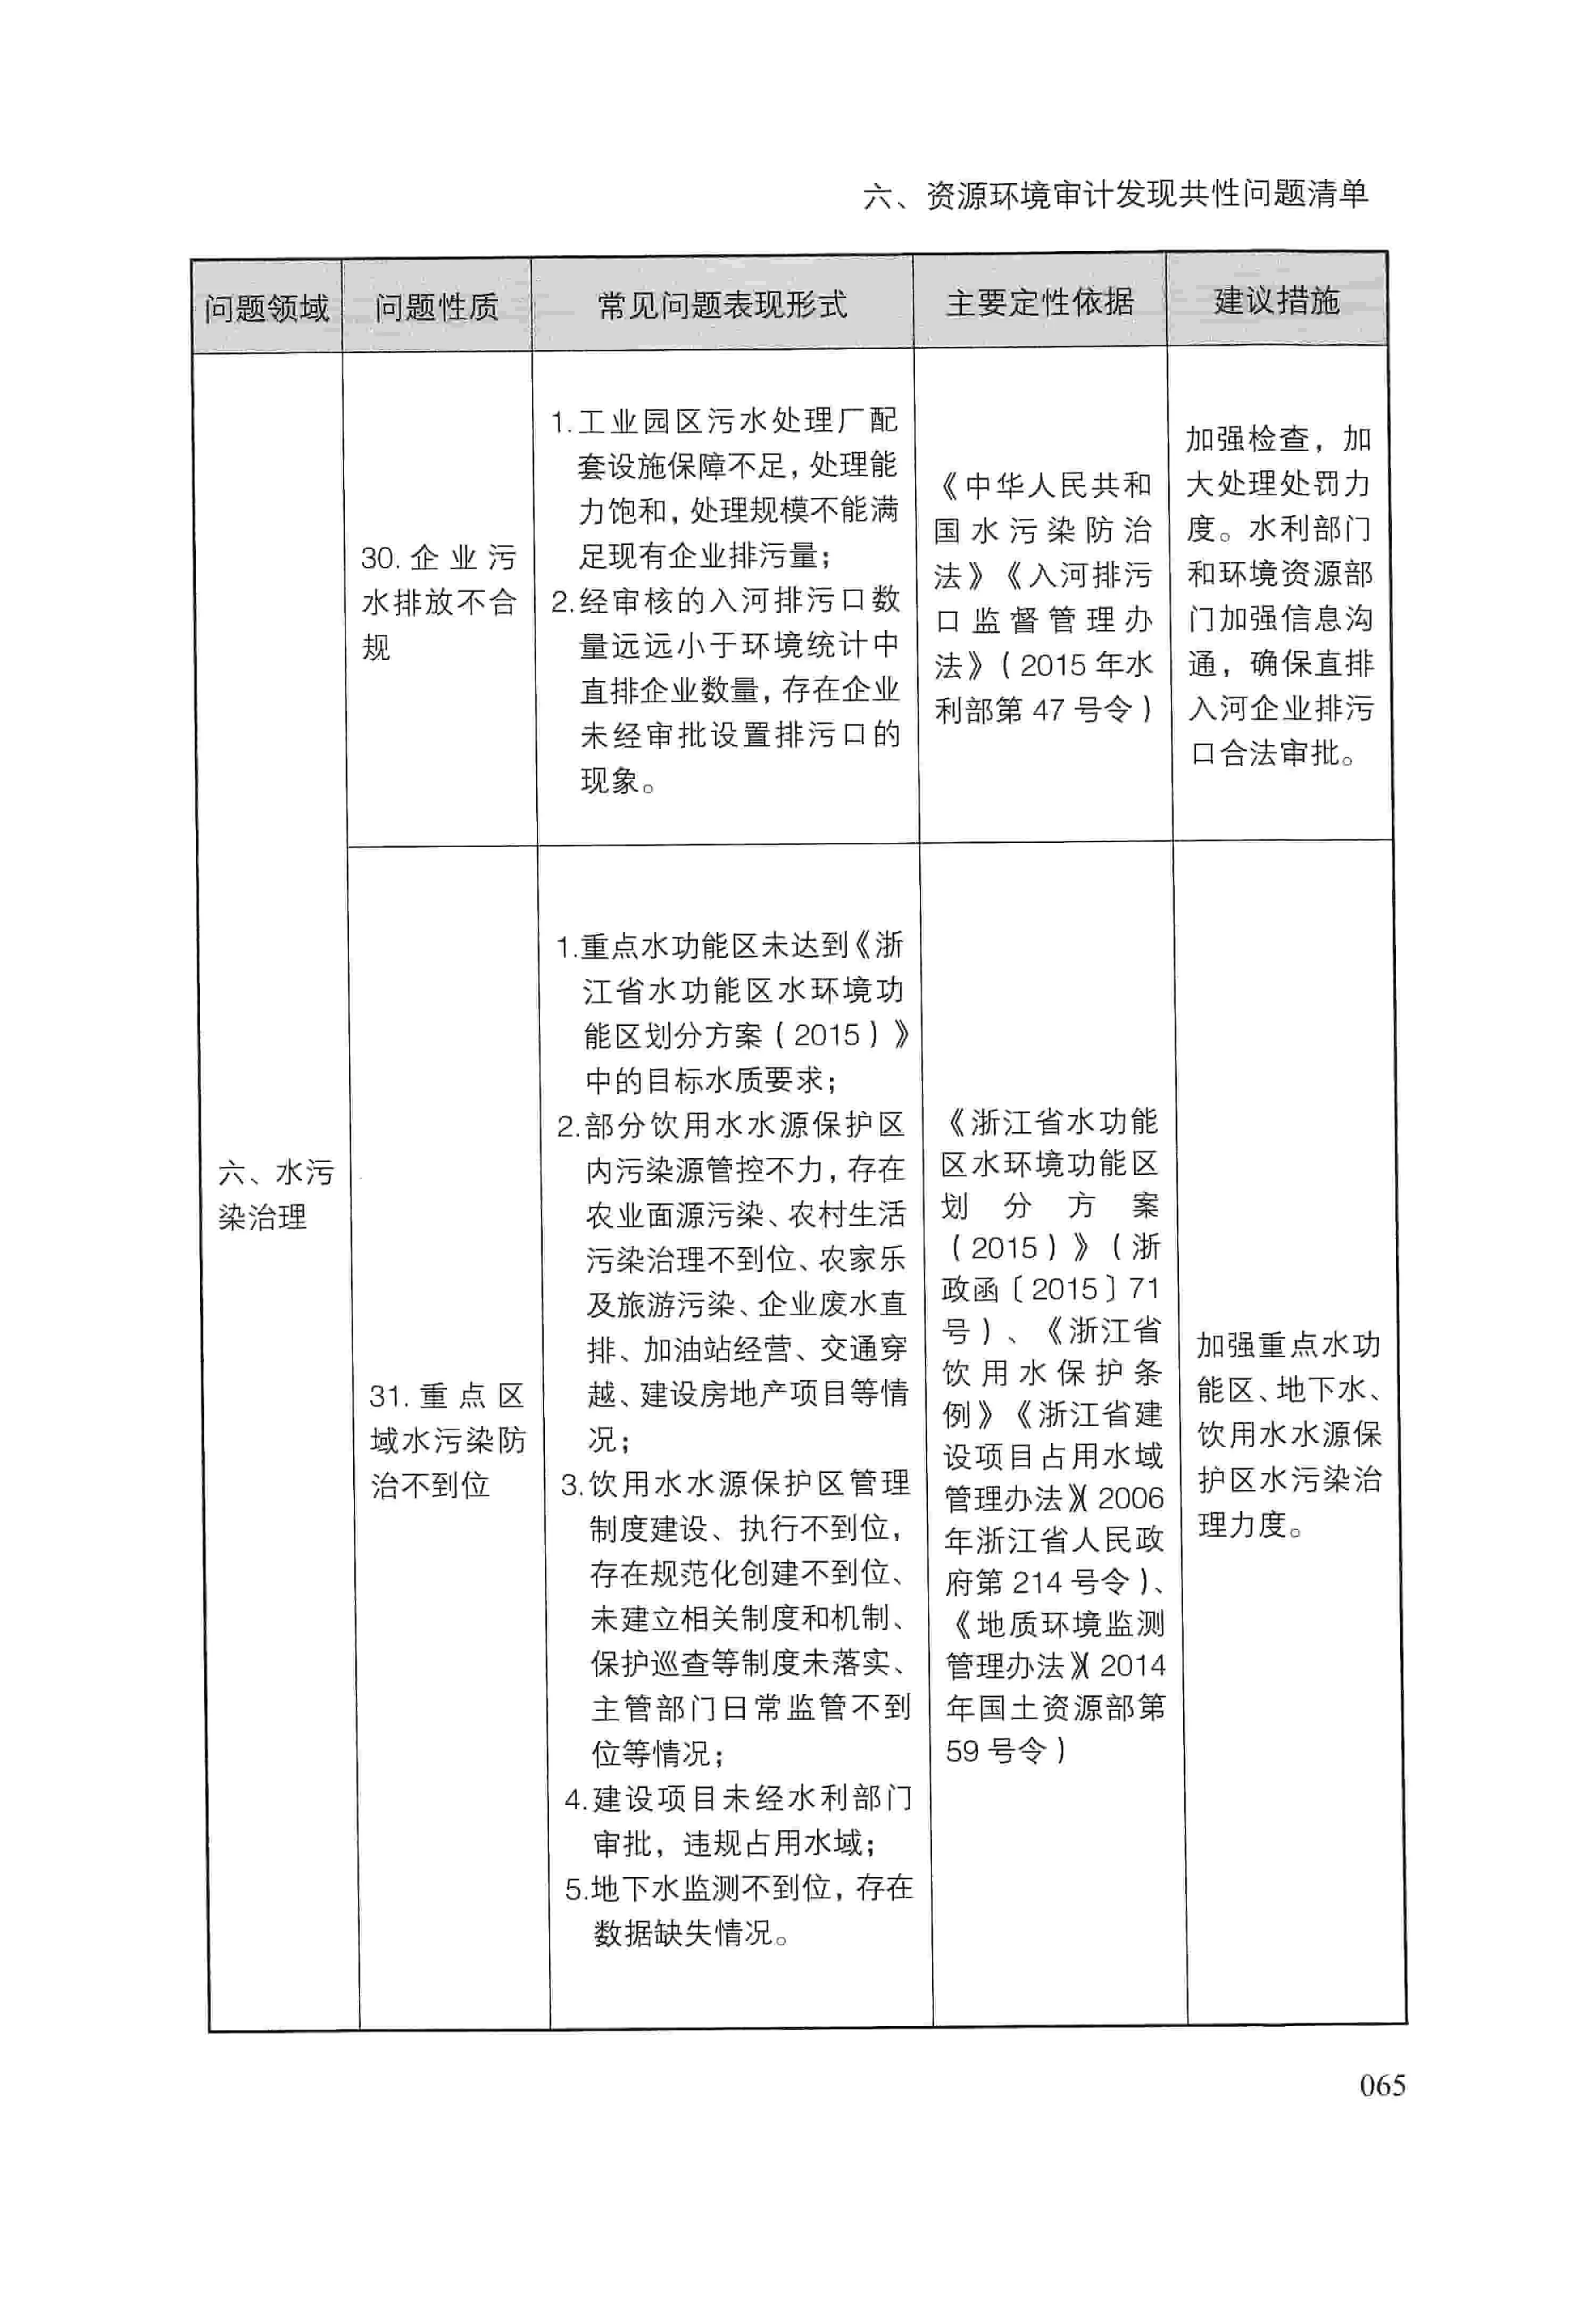 六、资源环境审计发现共性问题清单
问题领域
问题性质
常见问题表现形式
主要定性依据
建议措施
六、水污
染治理
30.企业污
水排放不合
规
1.工业园区污水处理厂配
套设施保障不足，处理能
力饱和，处理规模不能满
足现有企业排污量；
2.经审核的入河排污口数
量远远小于环境统计中
直排企业数量，存在企业
未经审批设置排污口的
现象。
《中华人民共和
国水污染防治
法》《入河排污
口监督管理办
法》（2015年水
利部第47号令）
加强检查，加
大处理处罚力
度。水利部门
和环境资源部
门加强信息沟
通，确保直排
入河企业排污
口合法审批。
31.重点区
域水污染防
治不到位
1.重点水功能区未达到《浙
江省水功能区水环境功
能区划分方案（2015）》
中的目标水质要求；
2.部分饮用水水源保护区
内污染源管控不力，存在
农业面源污染、农村生活
污染治理不到位、农家乐
及旅游污染、企业废水直
排、加油站经营、交通穿
越、建设房地产项目等情
况；
3.饮用水水源保护区管理
制度建设、执行不到位，
存在规范化创建不到位、
未建立相关制度和机制、
保护巡查等制度未落实、
主管部门日常监管不到
位等情况；
4.建设项目未经水利部门
审批，违规占用水域；
5.地下水监测不到位，存在
数据缺失情况。
《浙江省水功能
区水环境功能区
划分方案
（2015）》（浙
政函〔2015〕71
号）、《浙江省
饮用水保护条
例》《浙江省建
设项目占用水域
管理办法》（2006
年浙江省人民政
府第214号令）、
《地质环境监测
管理办法》（2014
年国土资源部第
59号令）
加强重点水功
能区、地下水、
饮用水水源保
护区水污染治
理力度。
065